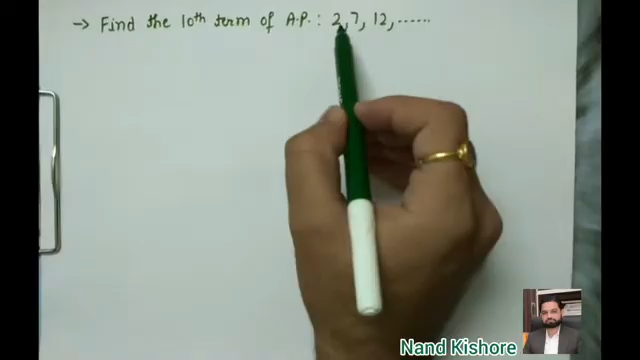 → Find the 10th term of A.P. : 2, 7, 12, ......
Nand Kishore